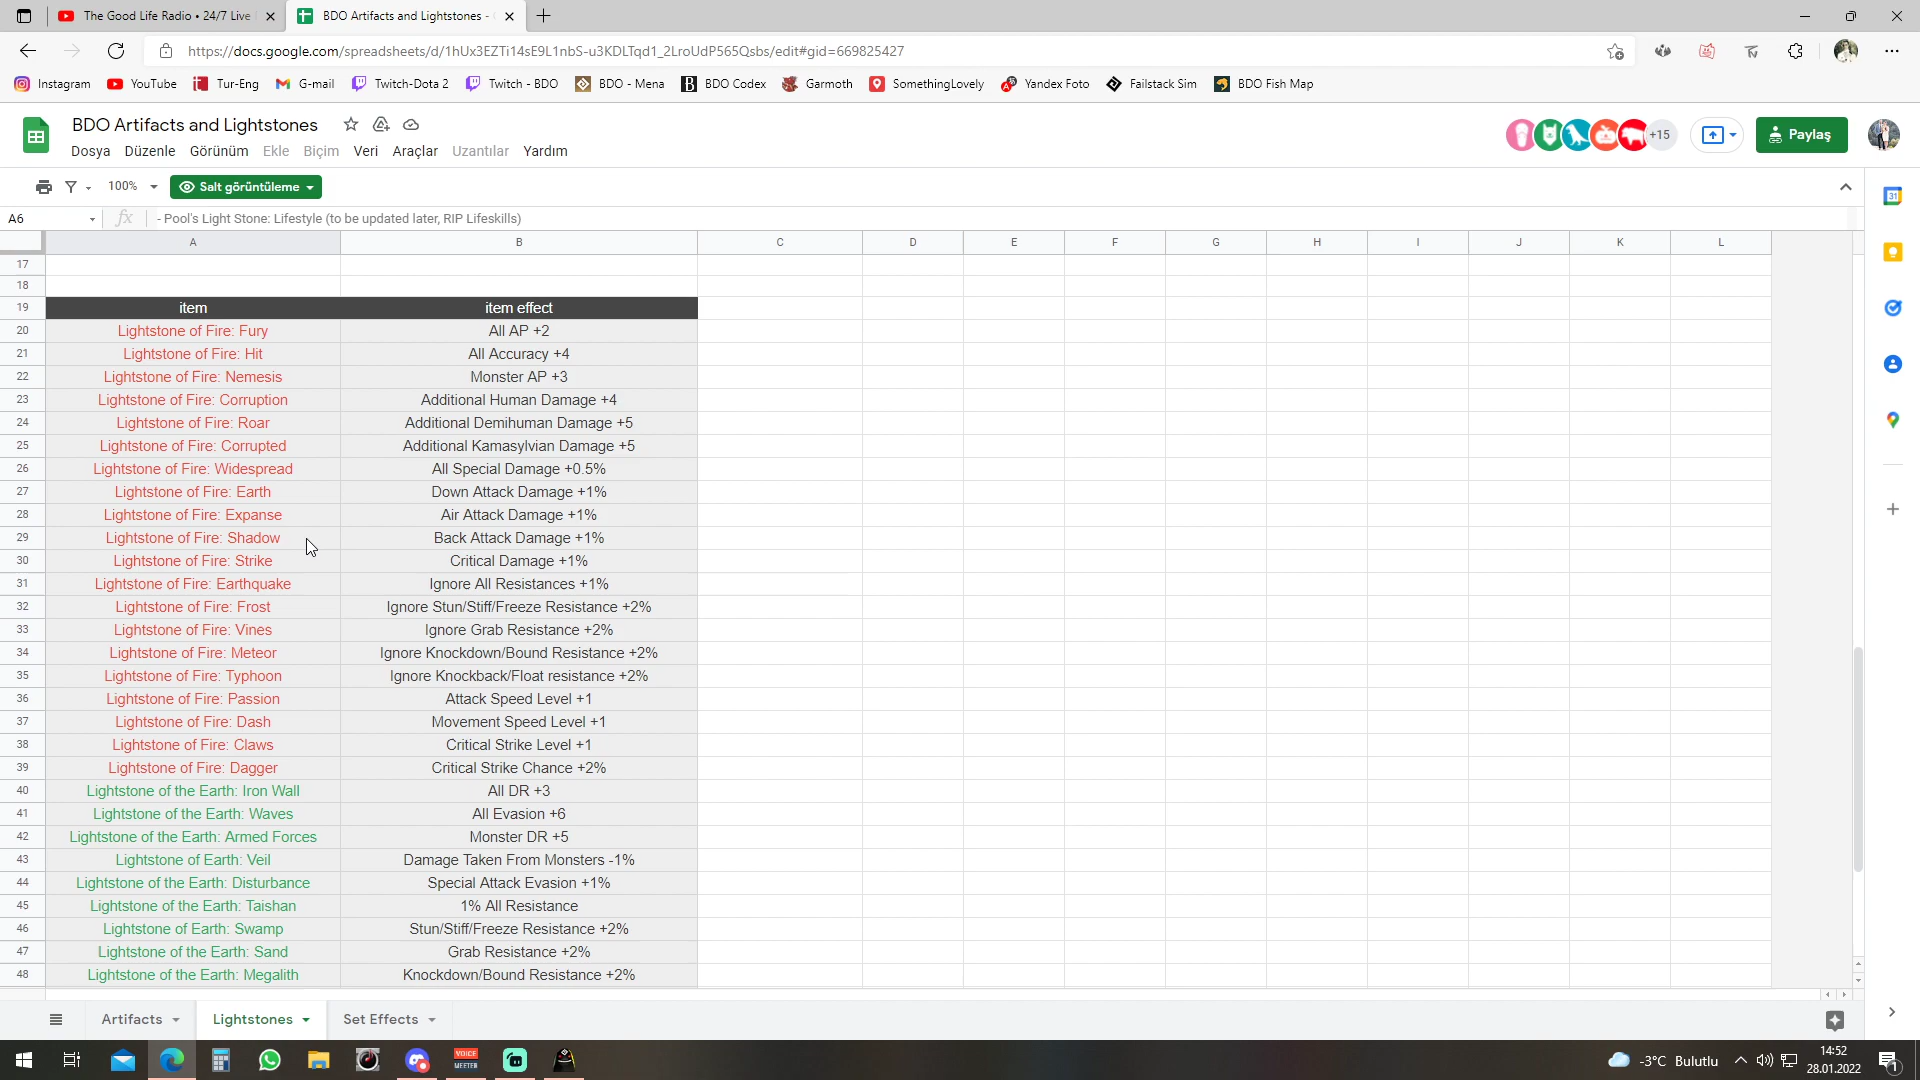 The Good Life Radio • 24/7 Live
BDO Artifacts and Lightstones -
https://docs.google.com/spreadsheets/d/1hUx3EZTi14sE9L1nbS-u3KDLTqd1_2LroUdP565Qsbs/edit#gid=669825427
Instagram YouTube Tur-Eng G-mail Twitch-Dota 2 Twitch - BDO BDO - Mena BDO Codex Garmoth SomethingLovely Yandex Foto Failstack Sim BDO Fish Map
BDO Artifacts and Lightstones
+15
Paylaş
Dosya Düzenle Görünüm Ekle Biçim Veri Araçlar Uzantılar Yardım
100% Salt görüntüleme
A6 fx - Pool's Light Stone: Lifestyle (to be updated later, RIP Lifeskills)
A B C D E F G H I J K L
17
18
19 item item effect
20 Lightstone of Fire: Fury All AP +2
21 Lightstone of Fire: Hit All Accuracy +4
22 Lightstone of Fire: Nemesis Monster AP +3
23 Lightstone of Fire: Corruption Additional Human Damage +4
24 Lightstone of Fire: Roar Additional Demihuman Damage +5
25 Lightstone of Fire: Corrupted Additional Kamasylvian Damage +5
26 Lightstone of Fire: Widespread All Special Damage +0.5%
27 Lightstone of Fire: Earth Down Attack Damage +1%
28 Lightstone of Fire: Expanse Air Attack Damage +1%
29 Lightstone of Fire: Shadow Back Attack Damage +1%
30 Lightstone of Fire: Strike Critical Damage +1%
31 Lightstone of Fire: Earthquake Ignore All Resistances +1%
32 Lightstone of Fire: Frost Ignore Stun/Stiff/Freeze Resistance +2%
33 Lightstone of Fire: Vines Ignore Grab Resistance +2%
34 Lightstone of Fire: Meteor Ignore Knockdown/Bound Resistance +2%
35 Lightstone of Fire: Typhoon Ignore Knockback/Float resistance +2%
36 Lightstone of Fire: Passion Attack Speed Level +1
37 Lightstone of Fire: Dash Movement Speed Level +1
38 Lightstone of Fire: Claws Critical Strike Level +1
39 Lightstone of Fire: Dagger Critical Strike Chance +2%
40 Lightstone of the Earth: Iron Wall All DR +3
41 Lightstone of the Earth: Waves All Evasion +6
42 Lightstone of the Earth: Armed Forces Monster DR +5
43 Lightstone of Earth: Veil Damage Taken From Monsters -1%
44 Lightstone of the Earth: Disturbance Special Attack Evasion +1%
45 Lightstone of the Earth: Taishan 1% All Resistance
46 Lightstone of Earth: Swamp Stun/Stiff/Freeze Resistance +2%
47 Lightstone of the Earth: Sand Grab Resistance +2%
48 Lightstone of the Earth: Megalith Knockdown/Bound Resistance +2%
Artifacts Lightstones Set Effects
31
VOICE
MEETER
-3°C Bulutlu
14:52
28.01.2022
1